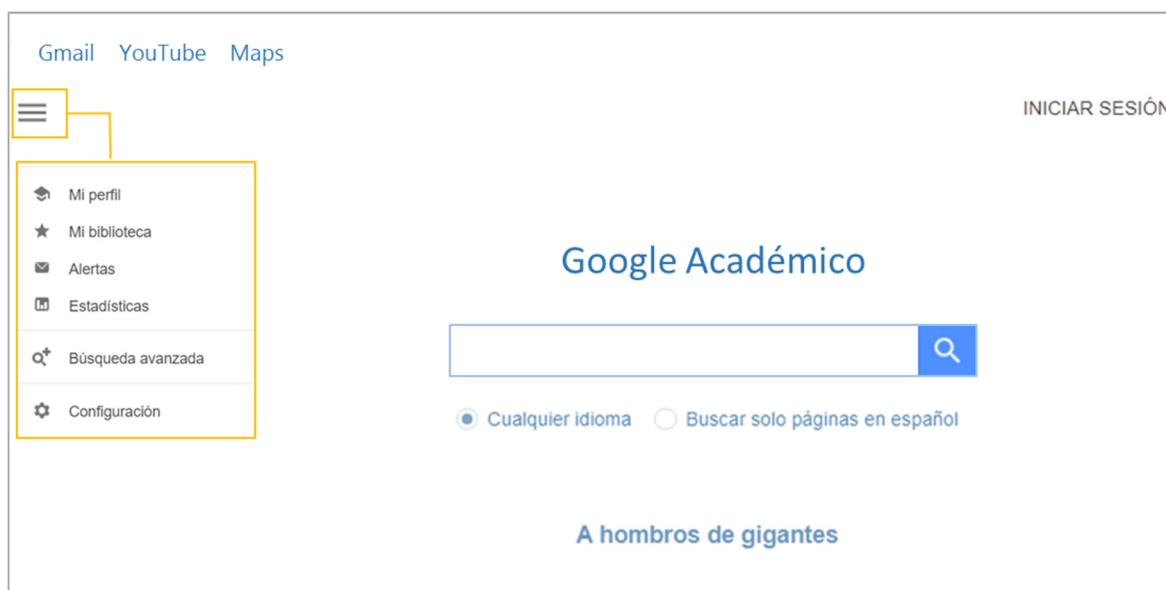 Gmail YouTube Maps
INICIAR SESIÓN
Mi perfil
Mi biblioteca
Alertas
Estadísticas
Búsqueda avanzada
Configuración
Google Académico
Cualquier idioma Buscar solo páginas en español
A hombros de gigantes